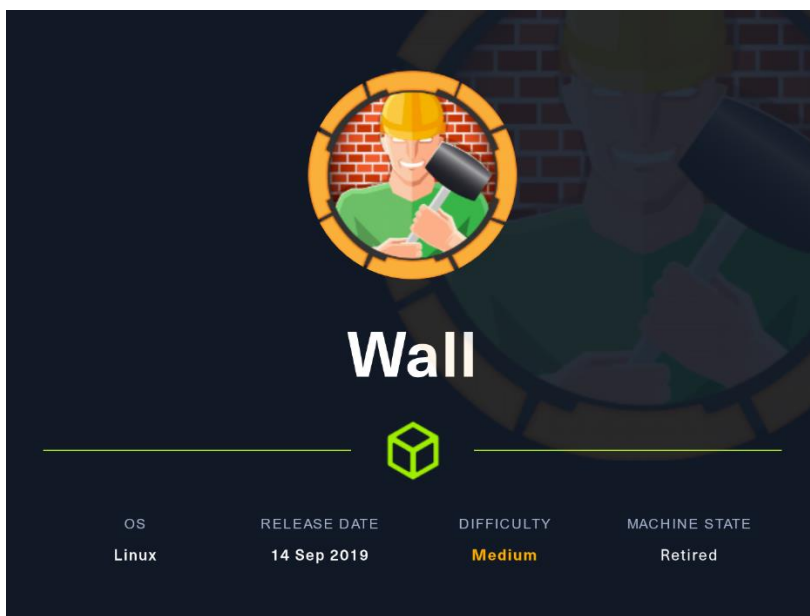 Wall
OS RELEASE DATE DIFFICULTY MACHINE STATE
Linux 14 Sep 2019 Medium Retired